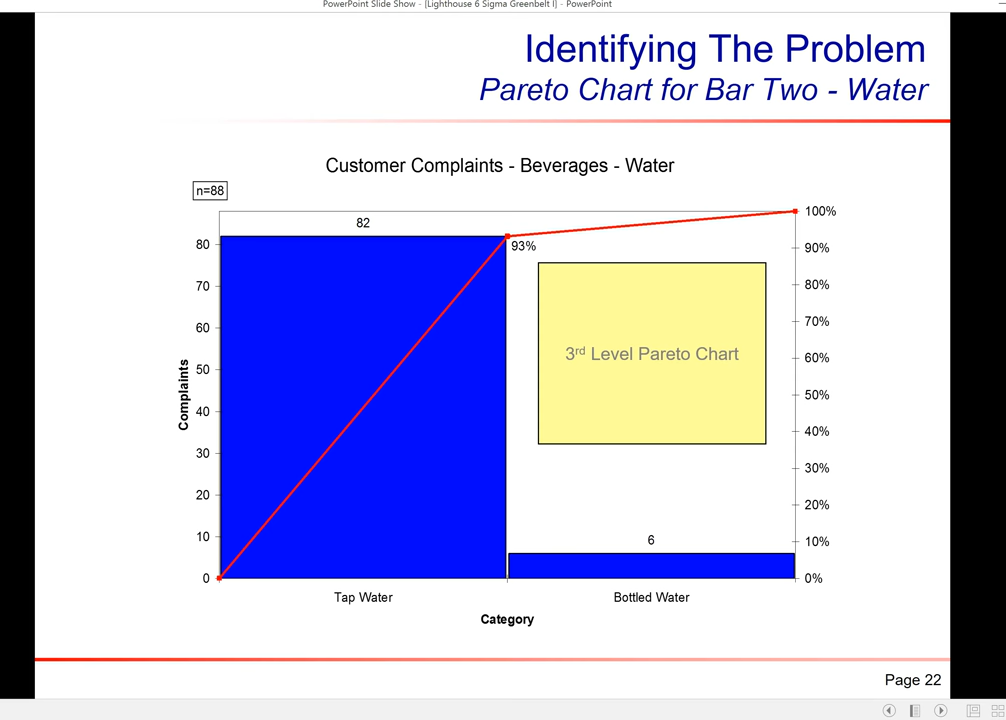 PowerPoint Slide Show - [Lighthouse 6 Sigma Greenbelt I] - PowerPoint
Identifying The Problem
Pareto Chart for Bar Two - Water
Customer Complaints - Beverages - Water
n=88
82
93%
6
3rd Level Pareto Chart
Complaints
80
70
60
50
40
30
20
10
0
100%
90%
80%
70%
60%
50%
40%
30%
20%
10%
0%
Tap Water
Bottled Water
Category
Page 22